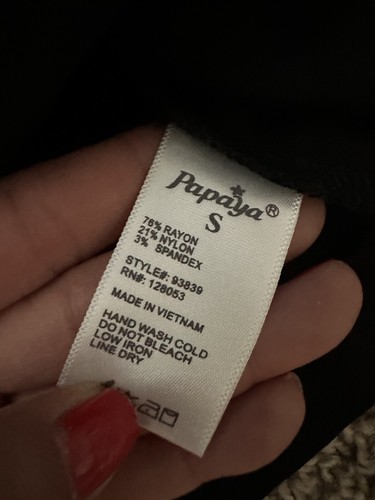 Papaya®
S
76% RAYON
21% NYLON
3% SPANDEX
STYLE#: 93839
RN#: 128053
MADE IN VIETNAM
HAND WASH COLD
DO NOT BLEACH
LOW IRON
LINE DRY